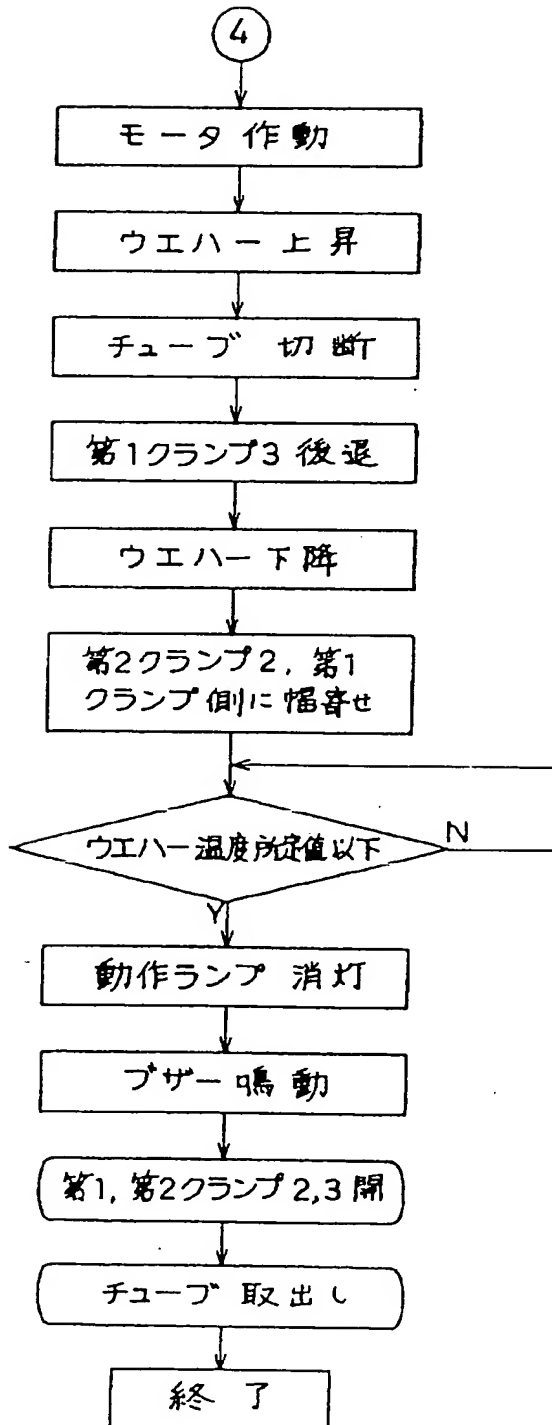 4
モータ 作動
ウエハー 上昇
チューブ 切断
第1クランプ3 後退
ウエハー 下降
第2クランプ2, 第1
クランプ側に幅寄せ
ウエハー温度所定値以下
N
Y
動作ランプ 消灯
ブザー鳴動
第1, 第2クランプ2,3 開
チューブ 取出し
終了